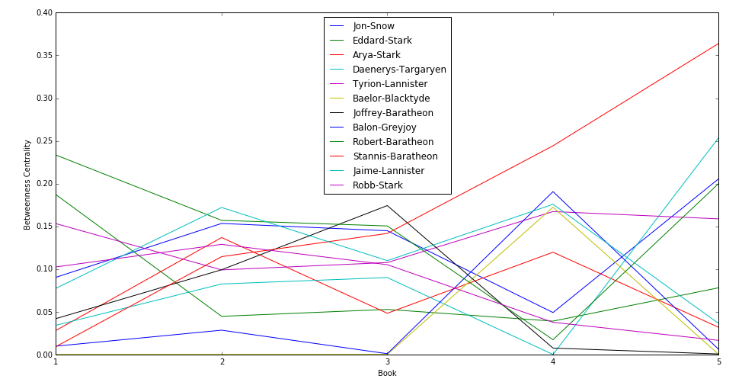 0.40
0.35
0.30
0.25
0.20
0.15
0.10
0.05
0.00
Betweenness Centrality
Jon-Snow
Eddard-Stark
Arya-Stark
Daenerys-Targaryen
Tyrion-Lannister
Baelor-Blacktyde
Joffrey-Baratheon
Balon-Greyjoy
Robert-Baratheon
Stannis-Baratheon
Jaime-Lannister
Robb-Stark
1 2 3 4 5
Book